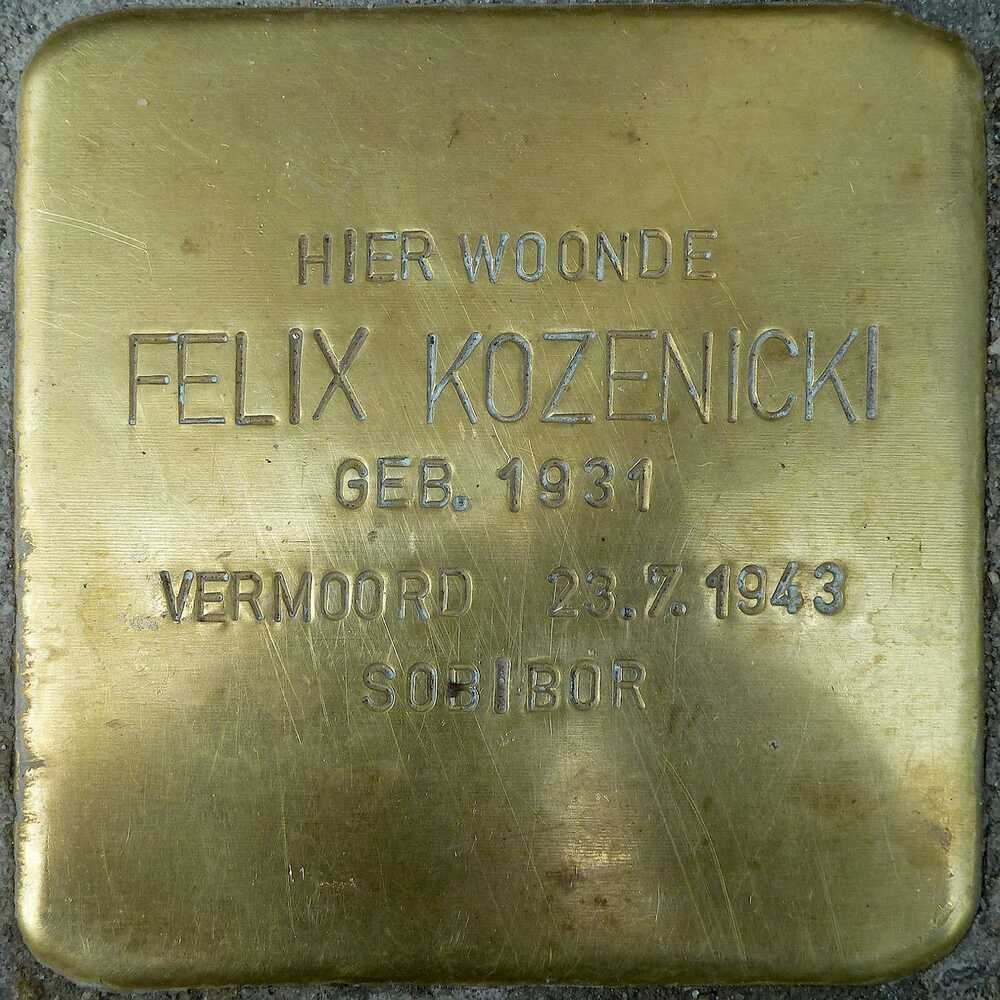 HIER WOONDE
FELIX KOZENICKI
GEB. 1931
VERMOORD 23.7.1943
SOBIBOR